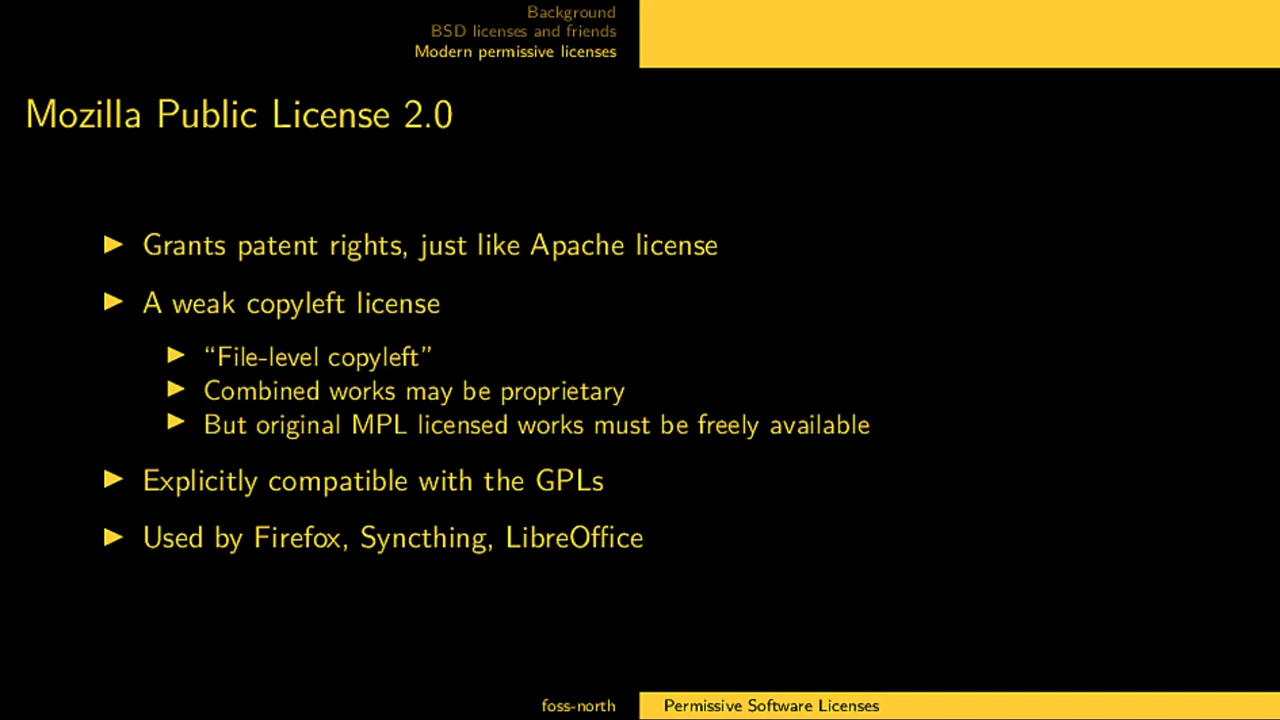 Background
BSD licenses and friends
Modern permissive licenses
Mozilla Public License 2.0
Grants patent rights, just like Apache license
A weak copyleft license
“File-level copyleft”
Combined works may be proprietary
But original MPL licensed works must be freely available
Explicitly compatible with the GPLs
Used by Firefox, Syncthing, LibreOffice
foss-north
Permissive Software Licenses